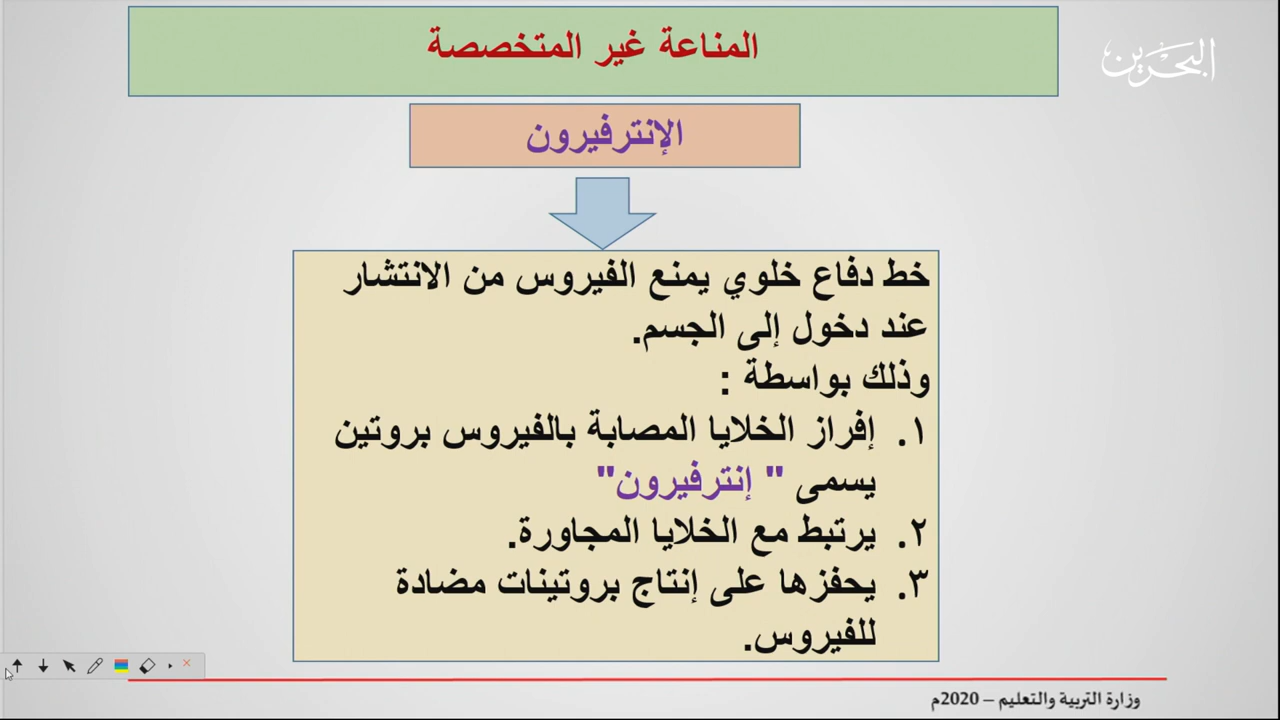 المناعة غير المتخصصة
البحرين
الإنترفيرون
خط دفاع خلوي يمنع الفيروس من الانتشار
عند دخول إلى الجسم.
وذلك بواسطة :
١. إفراز الخلايا المصابة بالفيروس بروتين
يسمى " إنترفيرون"
٢. يرتبط مع الخلايا المجاورة.
٣. يحفزها على إنتاج بروتينات مضادة
للفيروس.
وزارة التربية والتعليم – 2020م